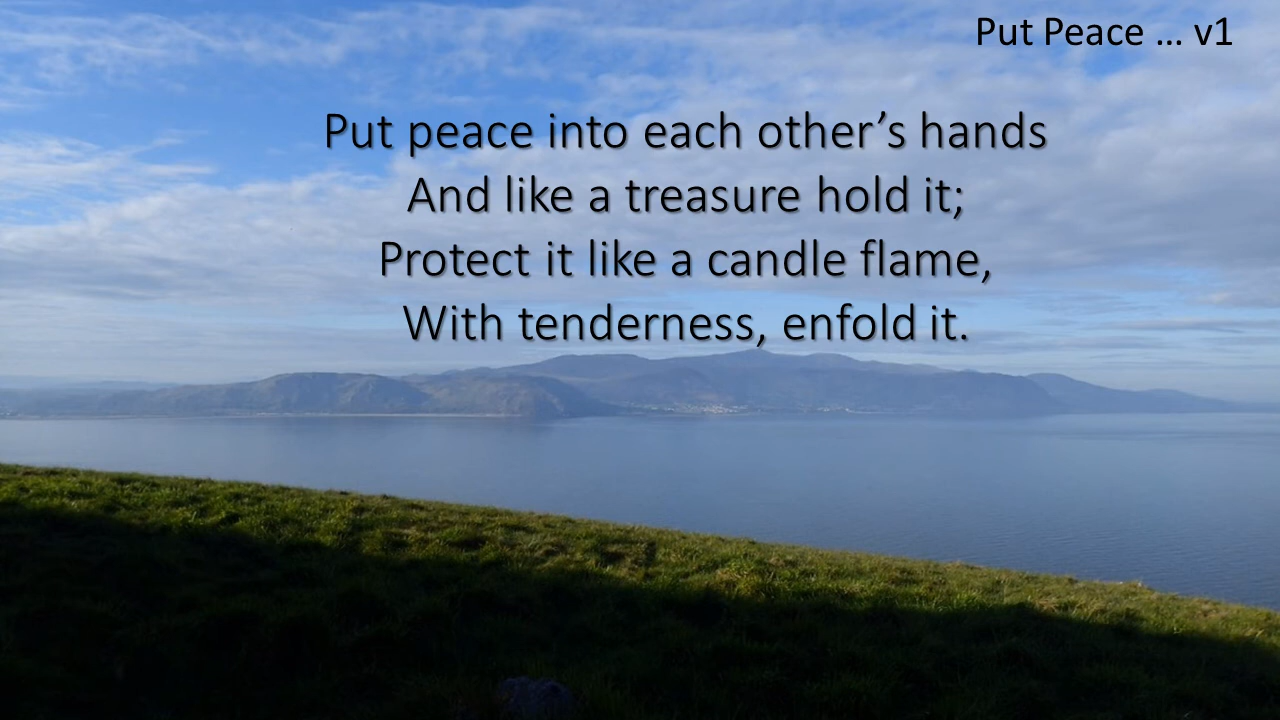 Put Peace … v1
Put peace into each other’s hands
And like a treasure hold it;
Protect it like a candle flame,
With tenderness, enfold it.